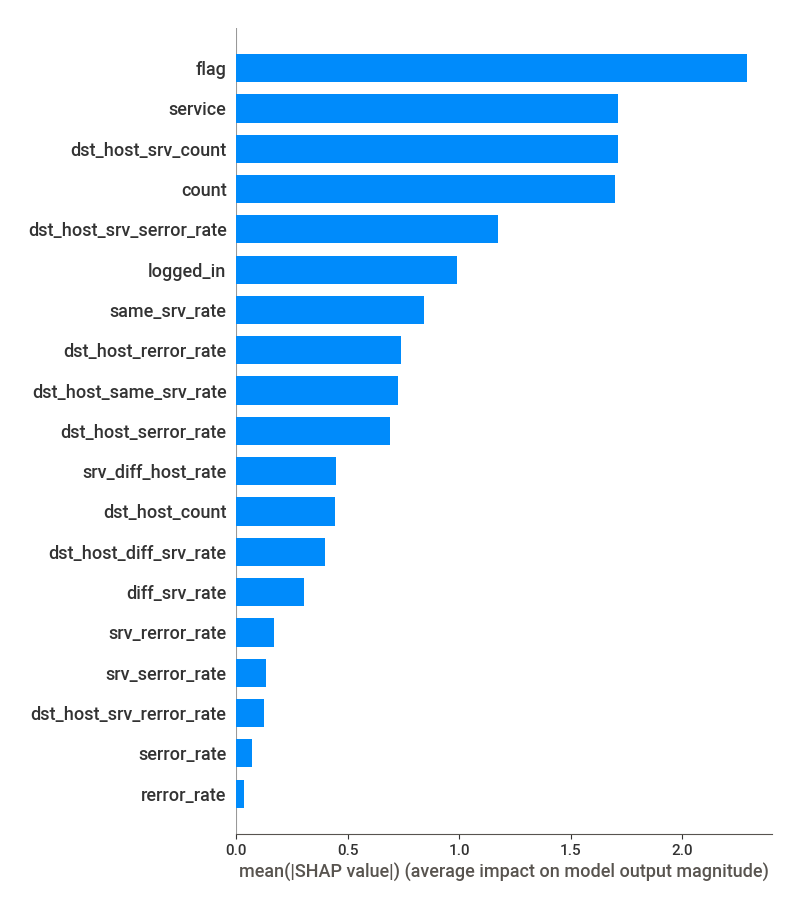 flag
service
dst_host_srv_count
count
dst_host_srv_serror_rate
logged_in
same_srv_rate
dst_host_rerror_rate
dst_host_same_srv_rate
dst_host_serror_rate
srv_diff_host_rate
dst_host_count
dst_host_diff_srv_rate
diff_srv_rate
srv_rerror_rate
srv_serror_rate
dst_host_srv_rerror_rate
serror_rate
rerror_rate
0.0 0.5 1.0 1.5 2.0
mean(|SHAP value|) (average impact on model output magnitude)